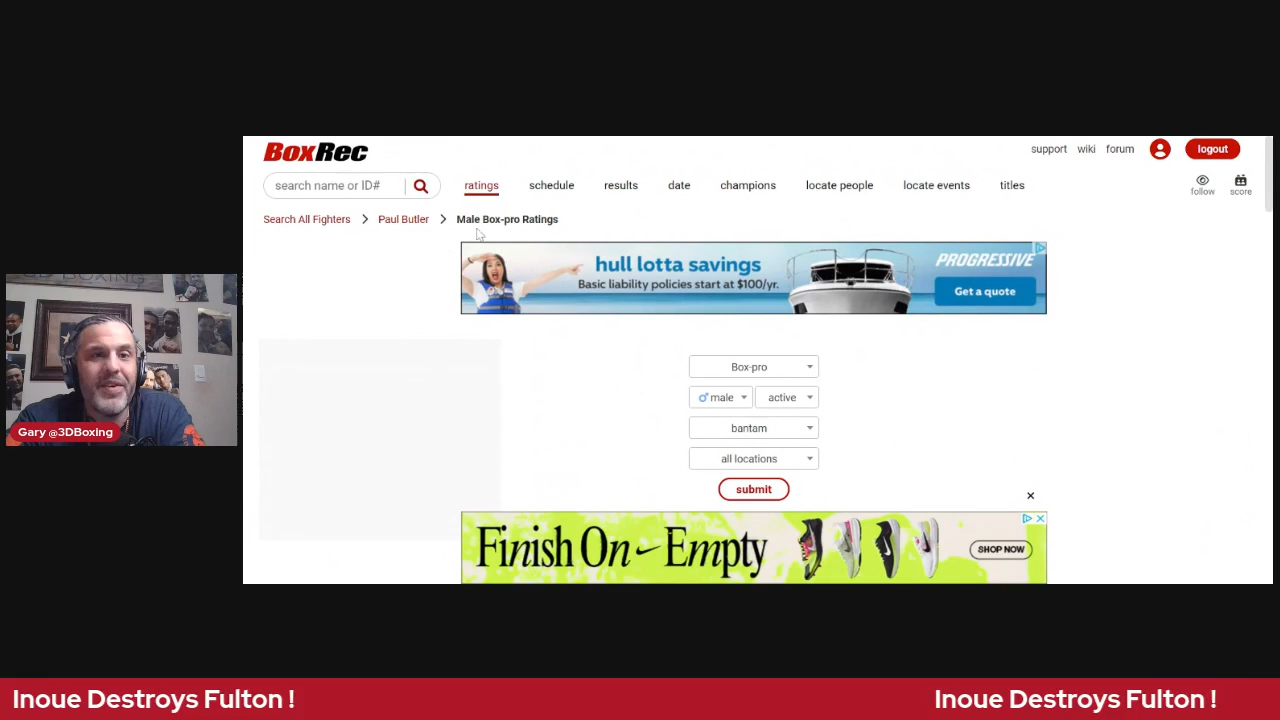 BoxRec
support wiki forum logout
search name or ID#
ratings schedule results date champions locate people locate events titles
follow score
Search All Fighters > Paul Butler > Male Box-pro Ratings
hull lotta savings
Basic liability policies start at $100/yr.
PROGRESSIVE
Get a quote
Box-pro
male active
bantam
all locations
submit
Finish On Empty
SHOP NOW
3D BOXING
Gary @3DBoxing
Inoue Destroys Fulton !
Inoue Destroys Fulton !